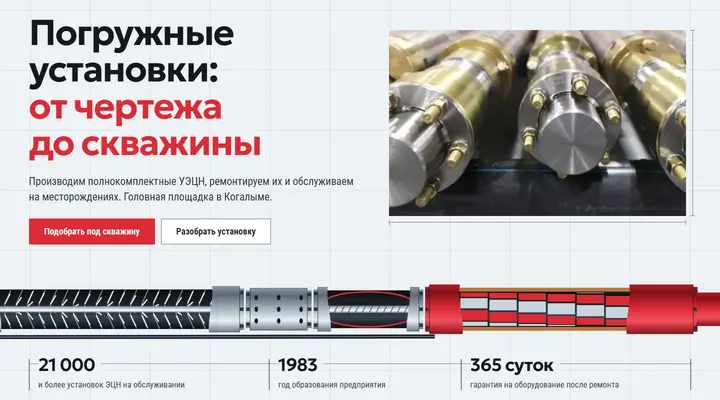 Погружные
установки:
от чертежа
до скважины
Производим полнокомплектные УЭЦН, ремонтируем их и обслуживаем
на месторождениях. Головная площадка в Когалыме.
Подобрать под скважину
Разобрать установку
21 000
и более установок ЭЦН на обслуживании
1983
год образования предприятия
365 суток
гарантия на оборудование после ремонта